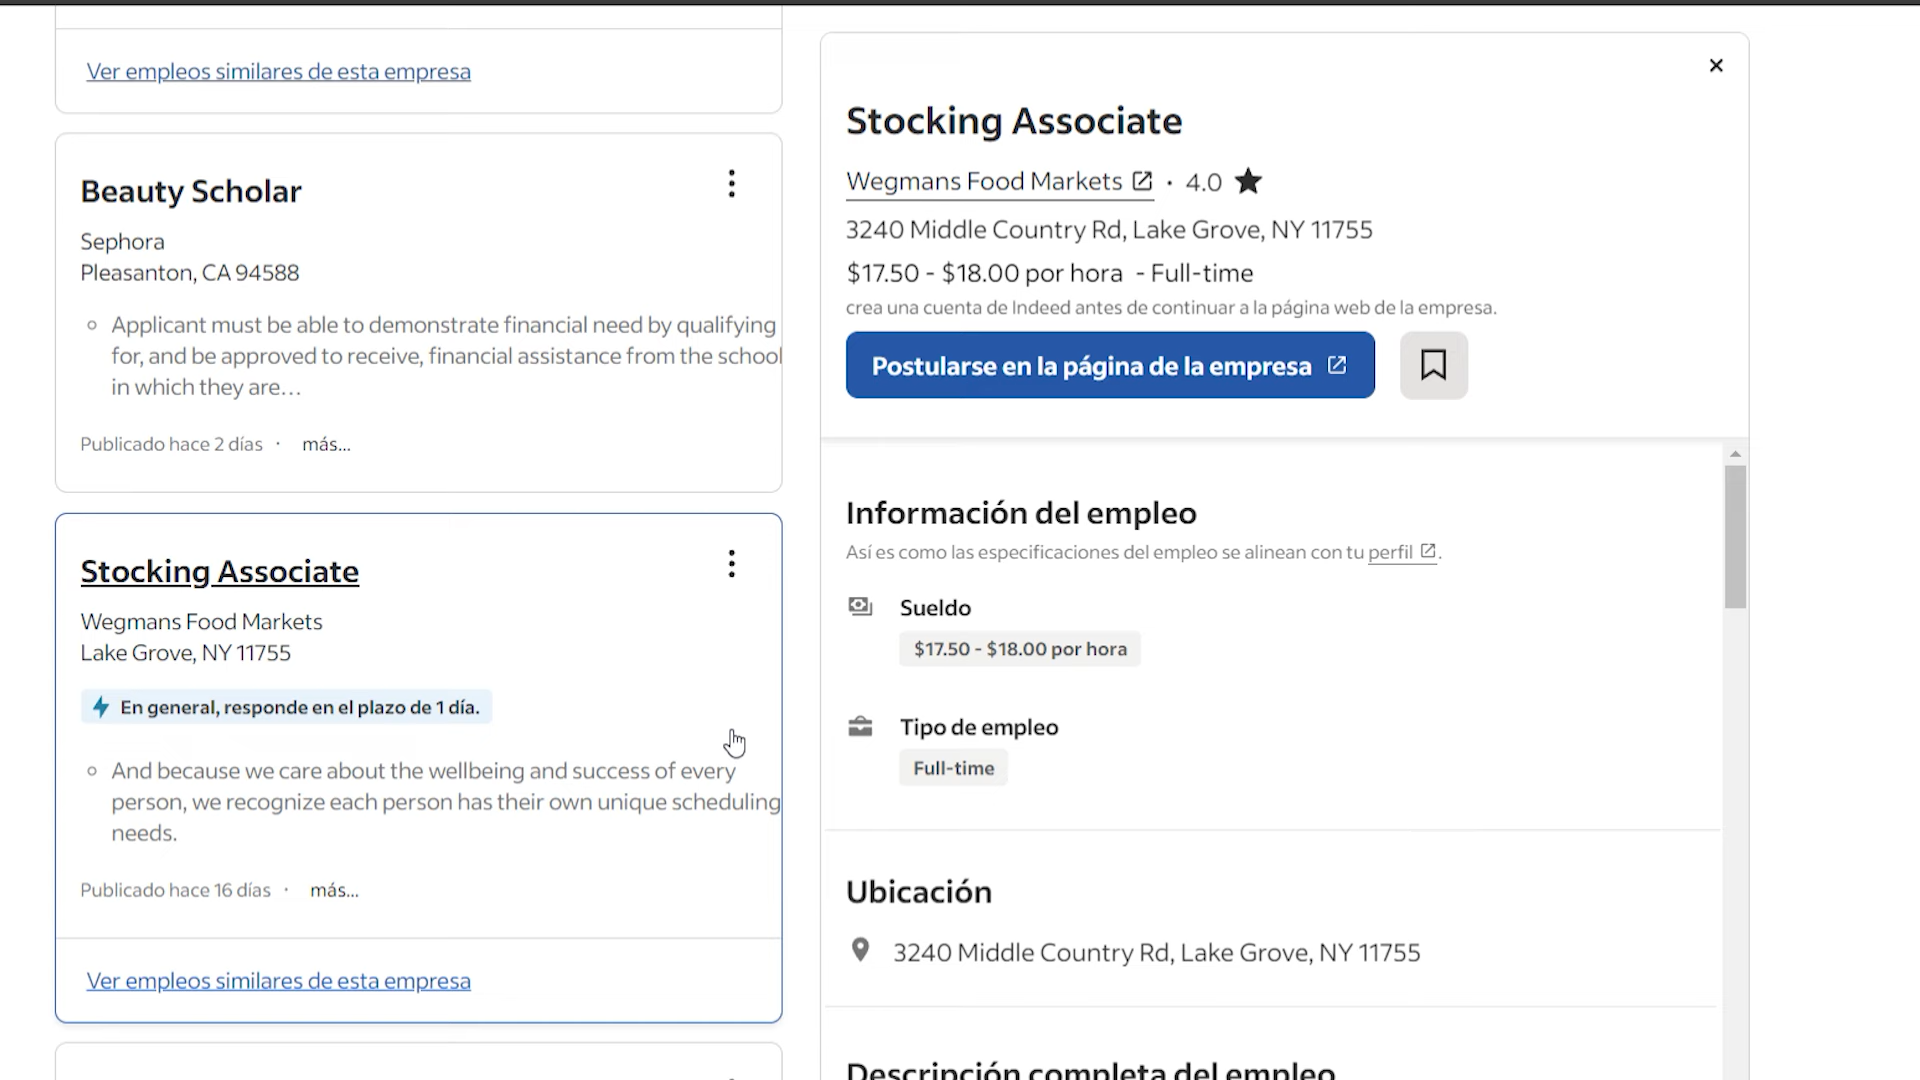 Ver empleos similares de esta empresa
Beauty Scholar
Sephora
Pleasanton, CA 94588
Applicant must be able to demonstrate financial need by qualifying
for, and be approved to receive, financial assistance from the school
in which they are…
Publicado hace 2 días · más...
Stocking Associate
Wegmans Food Markets
Lake Grove, NY 11755
En general, responde en el plazo de 1 día.
And because we care about the wellbeing and success of every
person, we recognize each person has their own unique scheduling
needs.
Publicado hace 16 días · más...
Ver empleos similares de esta empresa
Stocking Associate
Wegmans Food Markets · 4.0
3240 Middle Country Rd, Lake Grove, NY 11755
$17.50 - $18.00 por hora - Full-time
crea una cuenta de Indeed antes de continuar a la página web de la empresa.
Postularse en la página de la empresa
Información del empleo
Así es como las especificaciones del empleo se alinean con tu perfil.
Sueldo
$17.50 - $18.00 por hora
Tipo de empleo
Full-time
Ubicación
3240 Middle Country Rd, Lake Grove, NY 11755
Descripción completa del empleo